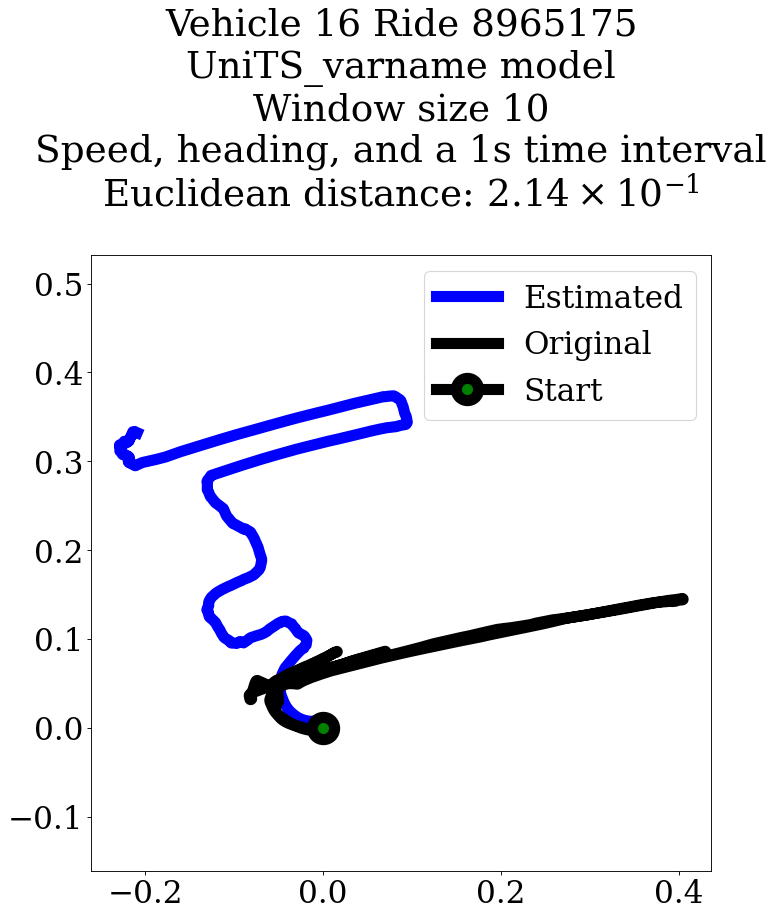 Vehicle 16 Ride 8965175
UniTS_varname model
Window size 10
Speed, heading, and a 1s time interval
Euclidean distance: 2.14 × 10⁻¹
Estimated
Original
Start
0.5
0.4
0.3
0.2
0.1
0.0
−0.1
−0.2
0.0
0.2
0.4